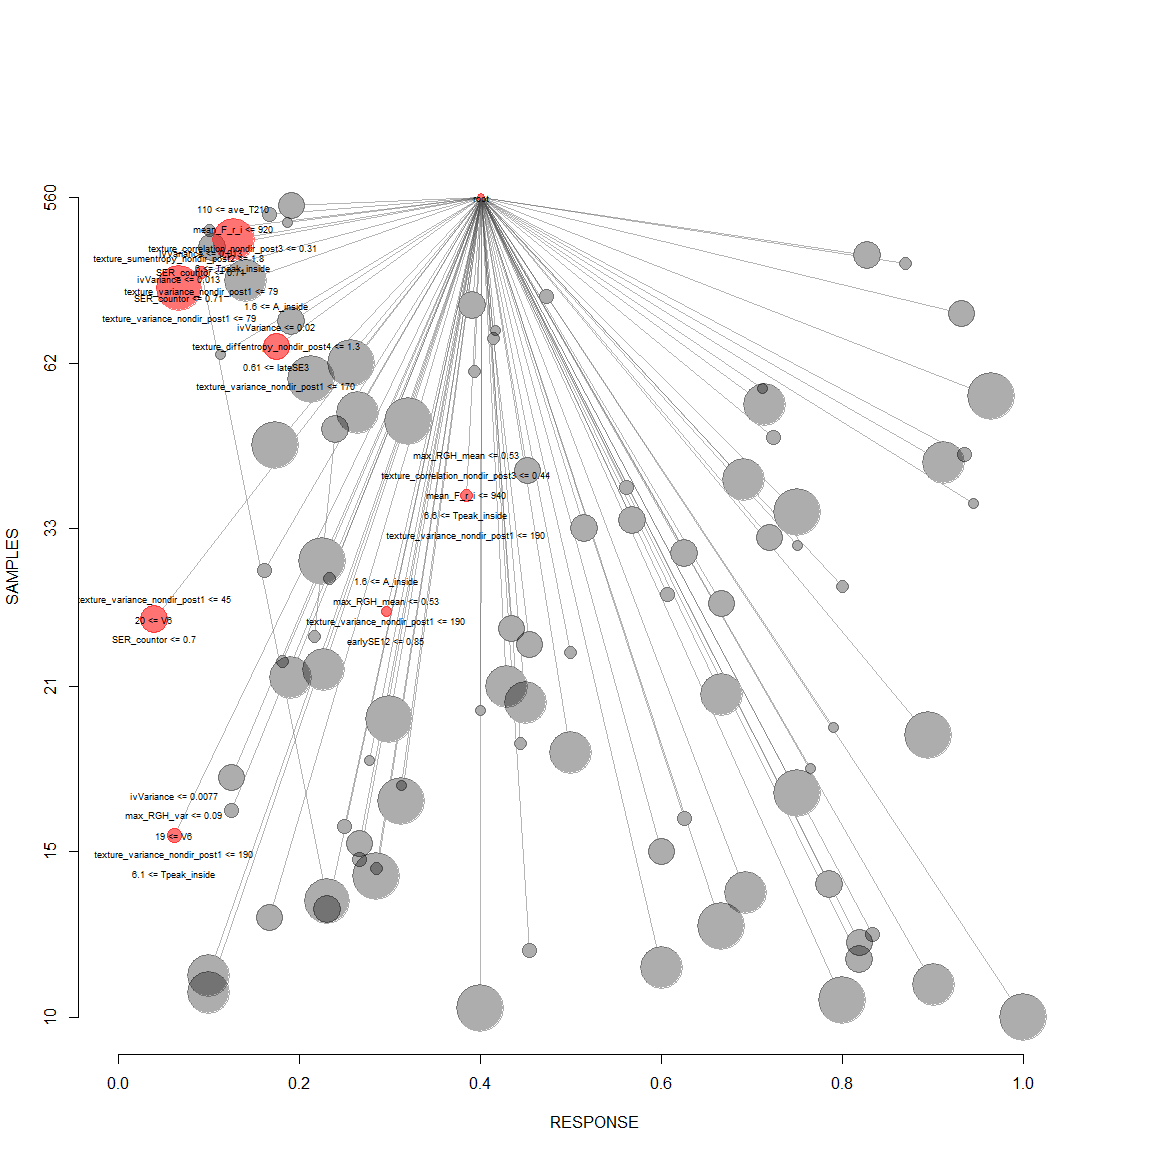 560
62
33
21
15
10
SAMPLES
root
110 <= ave_T210
mean_F_r_i <= 920
texture_correlation_nondir_post3 <= 0.31
texture_sumentropy_nondir_post2 <= 1.8
6 <= Tpeak_inside
SER_countor <= 0.71
ivVariance <= 0.013
texture_variance_nondir_post1 <= 79
SER_countor <= 0.71
texture_variance_nondir_post1 <= 79
1.6 <= A_inside
ivVariance <= 0.02
texture_diffentropy_nondir_post4 <= 1.3
0.61 <= lateSE3
texture_variance_nondir_post1 <= 170
max_RGH_mean <= 0.53
texture_correlation_nondir_post3 <= 0.44
mean_F_r_i <= 940
6.6 <= Tpeak_inside
texture_variance_nondir_post1 <= 190
1.6 <= A_inside
max_RGH_mean <= 0.53
texture_variance_nondir_post1 <= 190
earlySE12 <= 0.85
texture_variance_nondir_post1 <= 45
20 <= V6
SER_countor <= 0.7
ivVariance <= 0.0077
max_RGH_var <= 0.09
19 <= V6
texture_variance_nondir_post1 <= 190
6.1 <= Tpeak_inside
0.0
0.2
0.4
0.6
0.8
1.0
RESPONSE